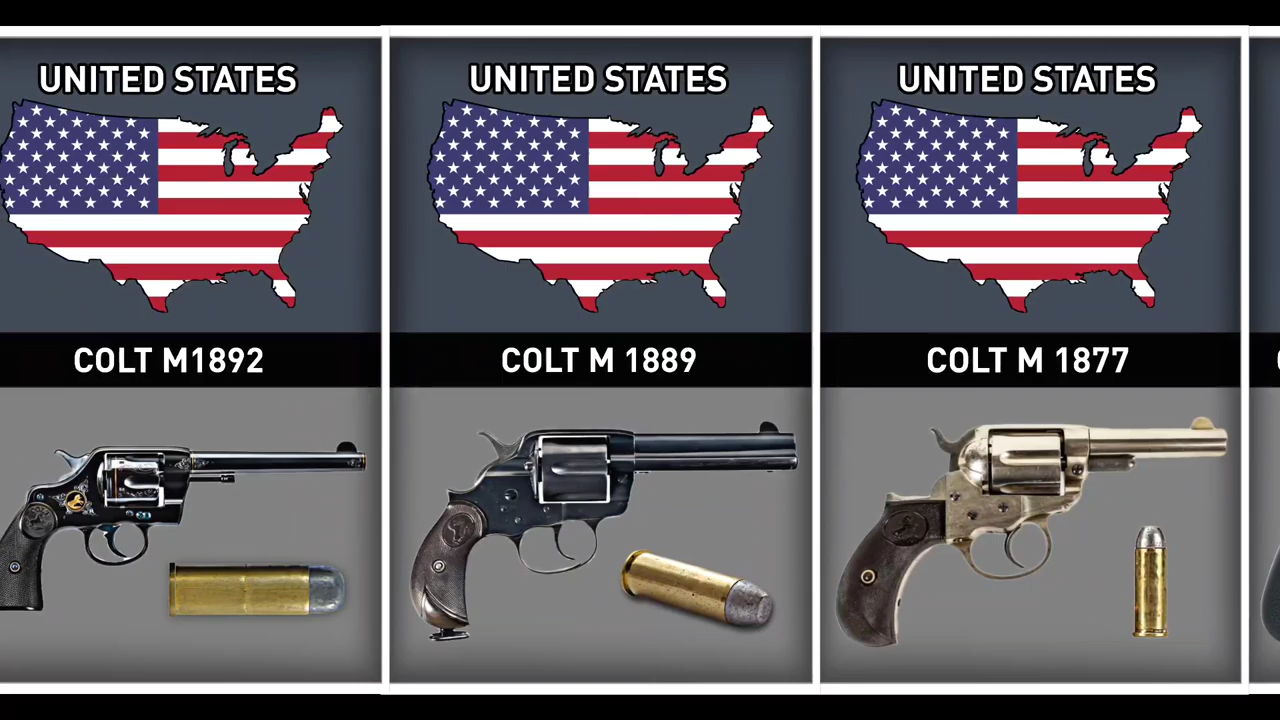 UNITED STATES
COLT M1892
UNITED STATES
COLT M 1889
UNITED STATES
COLT M 1877